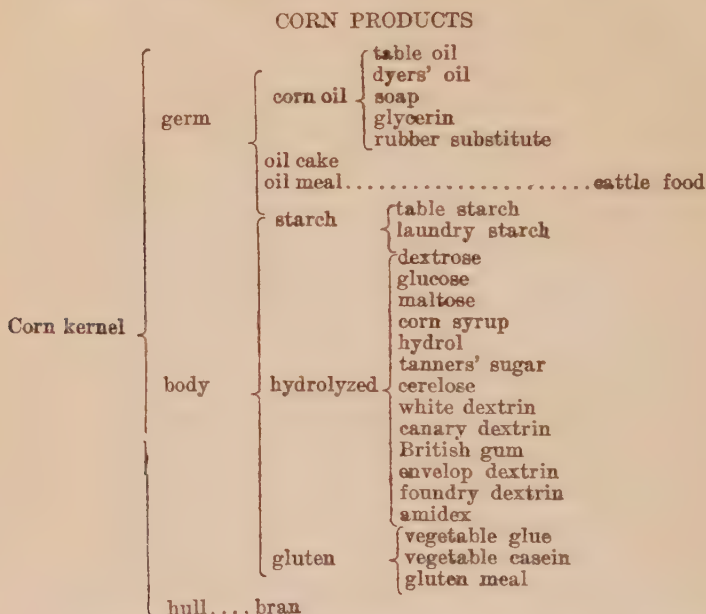 CORN PRODUCTS
table oil
dyers' oil
corn oil
soap
germ
glycerin
rubber substitute
oil cake
oil meal......................cattle food
starch
table starch
laundry starch
dextrose
glucose
maltose
Corn kernel
corn syrup
hydrol
tanners' sugar
body
hydrolyzed
cerelose
white dextrin
canary dextrin
British gum
envelop dextrin
foundry dextrin
amidex
vegetable glue
gluten
vegetable casein
gluten meal
hull....bran